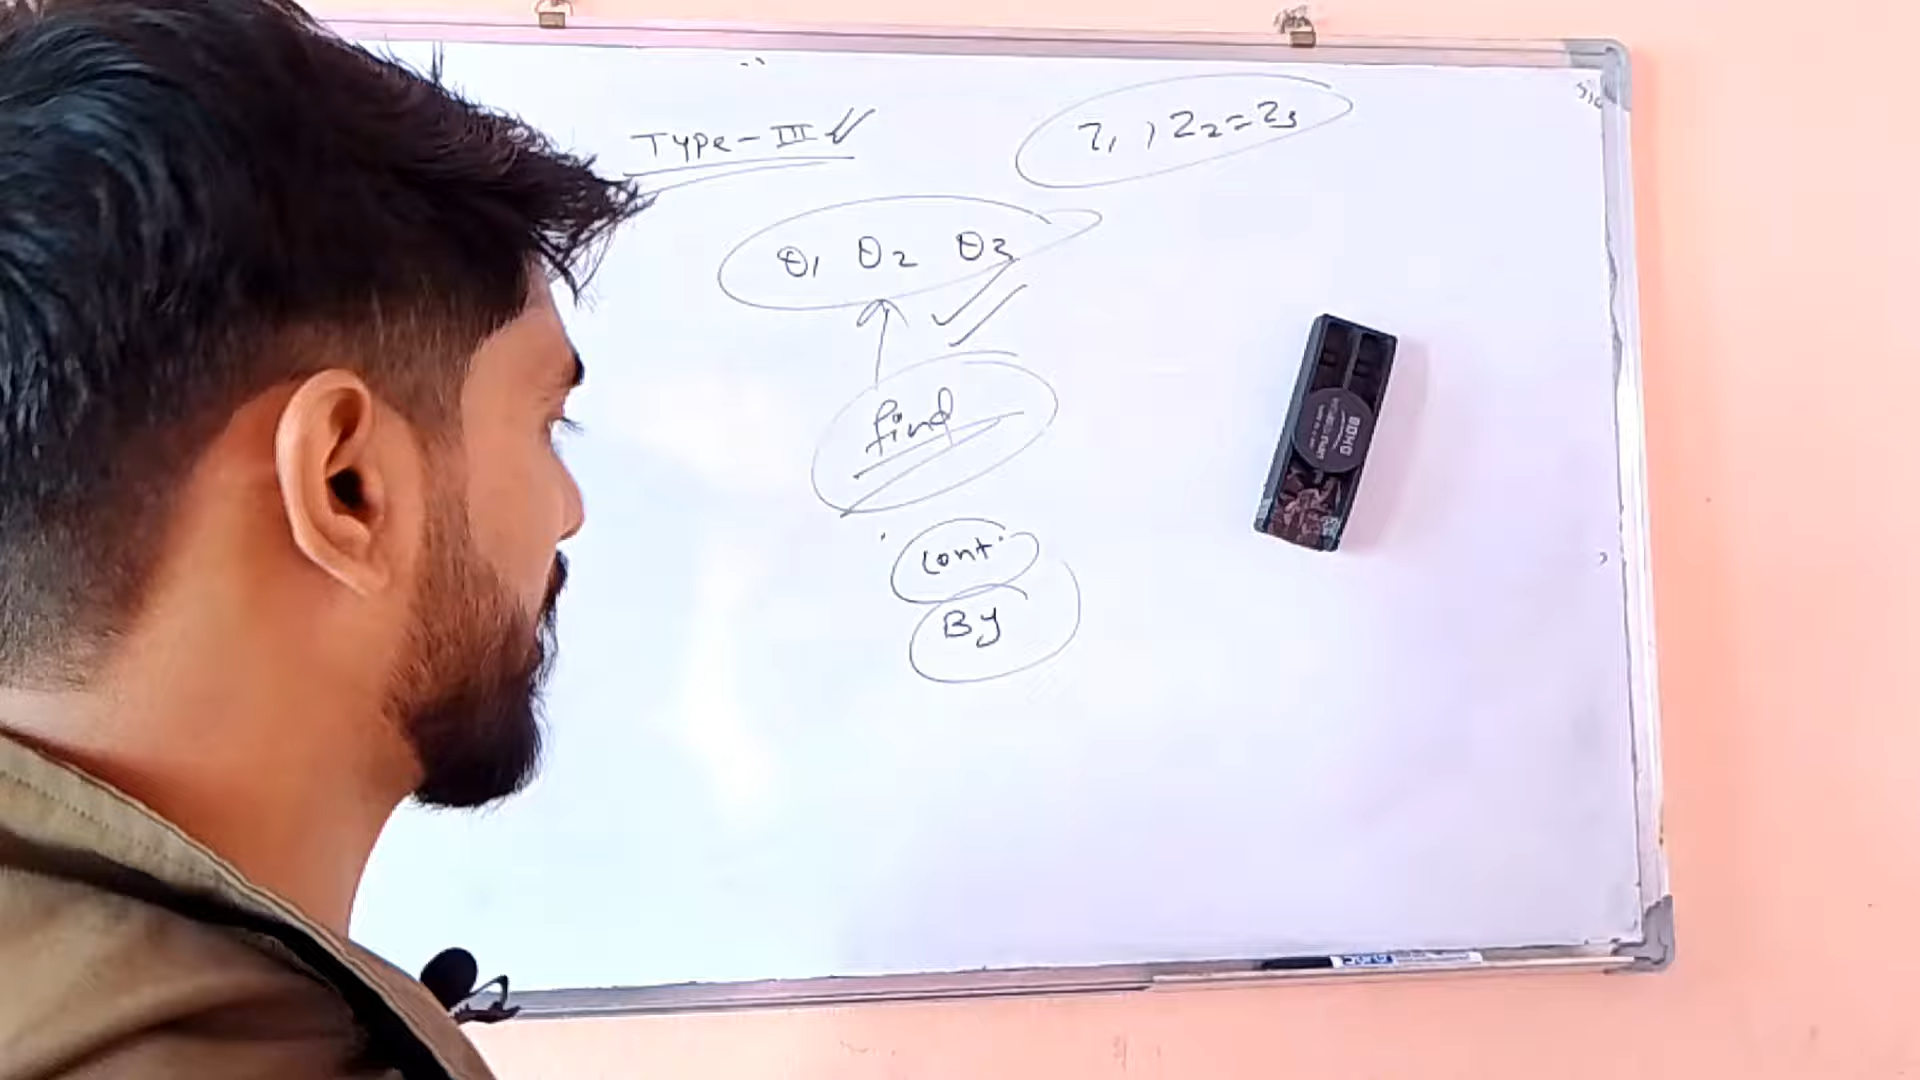 Type-III
z₁, z₂=z₃
θ₁ θ₂ θ₃
find
Cont
By